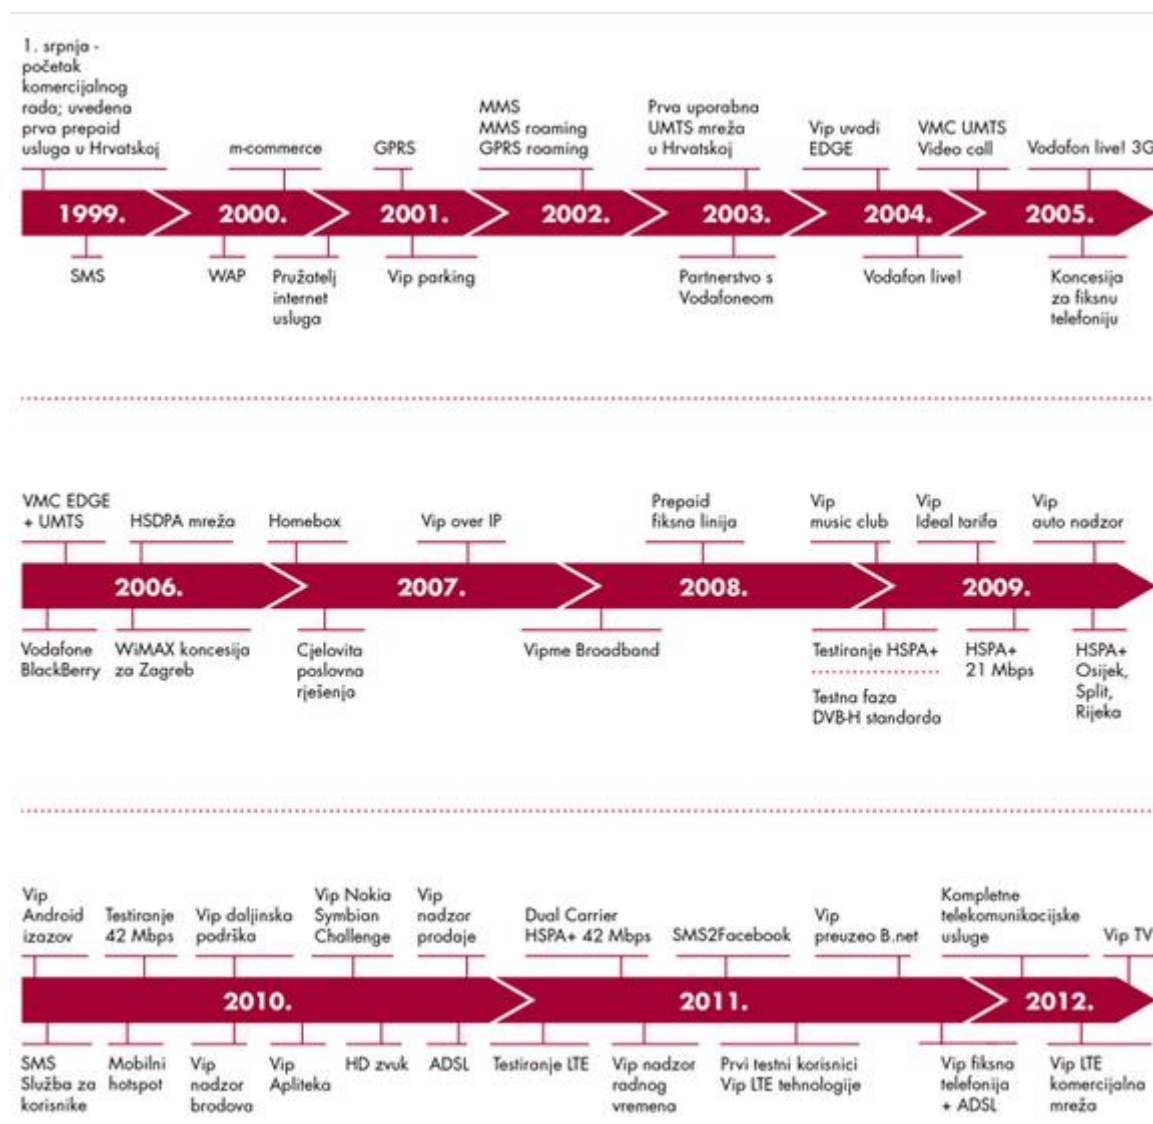 1. srpnja -
početak
komercijalnog
rada; uvedena
prva prepaid
usluga u Hrvatskoj
m-commerce
GPRS
MMS
MMS roaming
GPRS roaming
Prva uporabna
UMTS mreža
u Hrvatskoj
Vip uvodi
EDGE
VMC UMTS
Video call
Vodafon live! 3G
1999.
2000.
2001.
2002.
2003.
2004.
2005.
SMS
WAP
Pružatelj
internet
usluga
Vip parking
Partnerstvo s
Vodafoneom
Vodafon live!
Koncesija
za fiksnu
telefoniju
VMC EDGE
+ UMTS
HSDPA mreža
Homebox
Vip over IP
Prepaid
fiksna linija
Vip
music club
Vip
Ideal tarifa
Vip
auto nadzor
2006.
2007.
2008.
2009.
Vodafone
BlackBerry
WiMAX koncesija
za Zagreb
Cjelovita
poslovna
rješenja
Vipme Broadband
Testiranje HSPA+
Testna faza
DVB-H standarda
HSPA+
21 Mbps
HSPA+
Osijek,
Split,
Rijeka
Vip
Android
izazov
Testiranje
42 Mbps
Vip daljinska
podrška
Vip Nokia
Symbian
Challenge
Vip
nadzor
prodaje
Dual Carrier
HSPA+ 42 Mbps
SMS2Facebook
Vip
preuzeo B.net
Kompletne
telekomunikacijske
usluge
Vip TV
2010.
2011.
2012.
SMS
Služba za
korisnike
Mobilni
hotspot
Vip
nadzor
brodova
Vip
Apliteka
HD zvuk
ADSL
Testiranje LTE
Vip nadzor
radnog
vremena
Prvi testni korisnici
Vip LTE tehnologije
Vip fiksna
telefonija
+ ADSL
Vip LTE
komercijalna
mreža